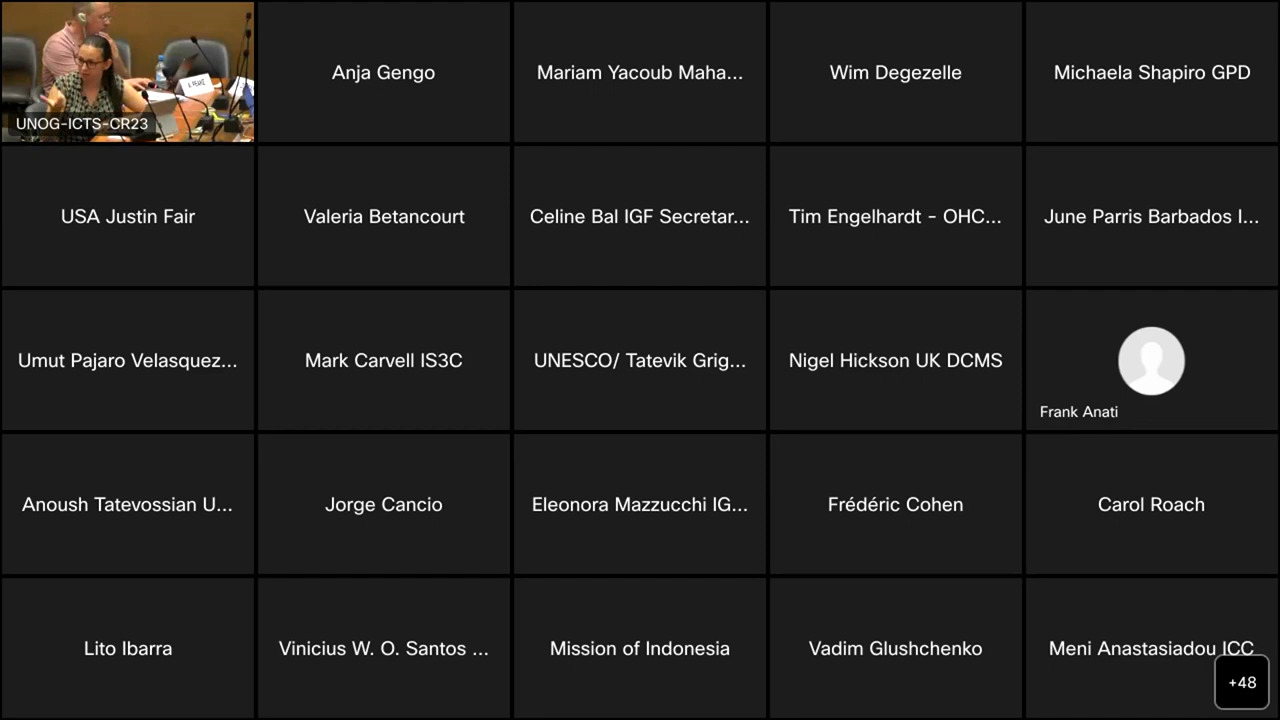 UNOG-ICTS-CR23
Anja Gengo
Mariam Yacoub Maha...
Wim Degezelle
Michaela Shapiro GPD
USA Justin Fair
Valeria Betancourt
Celine Bal IGF Secretar...
Tim Engelhardt - OHC...
June Parris Barbados I...
Umut Pajaro Velasquez...
Mark Carvell IS3C
UNESCO/ Tatevik Grig...
Nigel Hickson UK DCMS
Frank Anati
Anoush Tatevossian U...
Jorge Cancio
Eleonora Mazzucchi IG...
Frédéric Cohen
Carol Roach
Lito Ibarra
Vinicius W. O. Santos ...
Mission of Indonesia
Vadim Glushchenko
Meni Anastasiadou ICC
+48